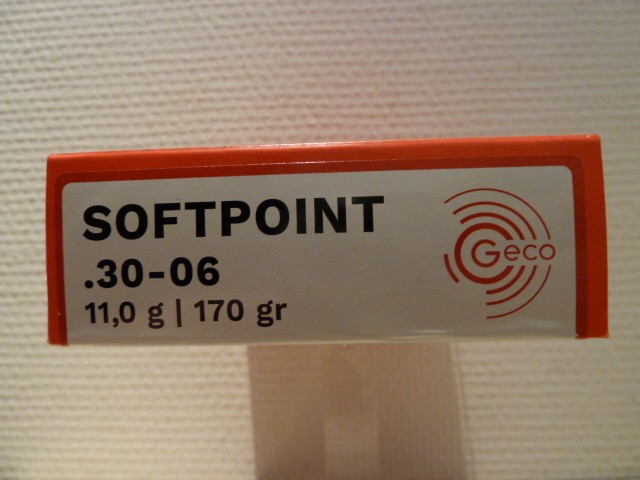 SOFTPOINT
.30-06
11,0 g | 170 gr
Geco